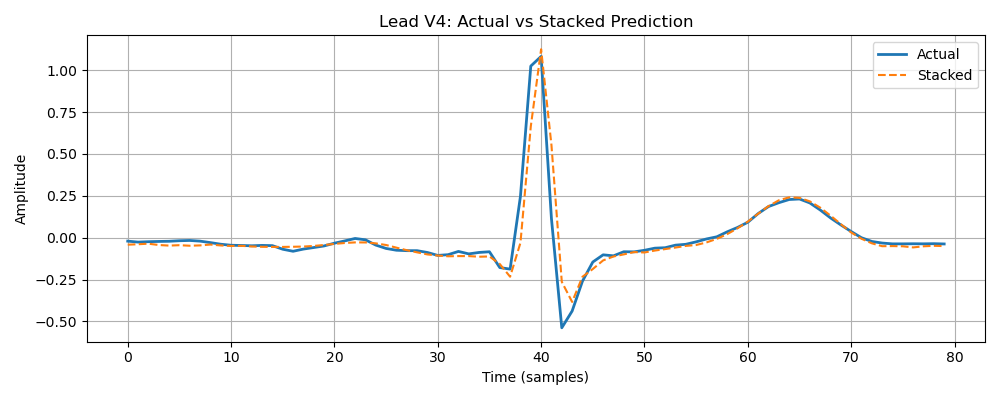 Lead V4: Actual vs Stacked Prediction
Actual
Stacked
Amplitude
1.00
0.75
0.50
0.25
0.00
−0.25
−0.50
0 10 20 30 40 50 60 70 80
Time (samples)